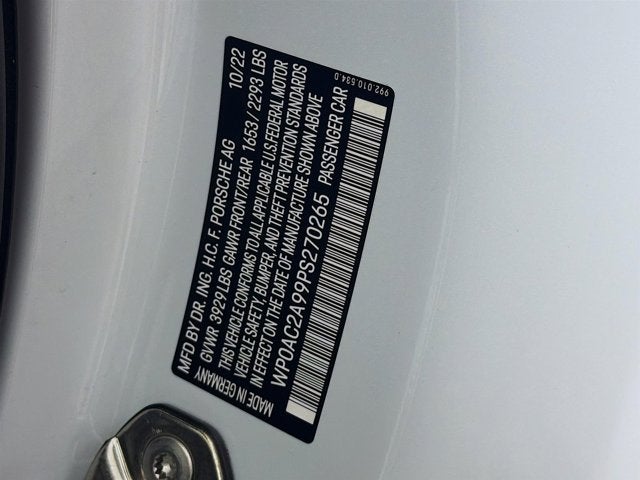 MFD BY DR. ING. H.C. F. PORSCHE AG 10/22
GVWR 3929 LBS GAWR FRONT/REAR 1653 / 2293 LBS
THIS VEHICLE CONFORMS TO ALL APPLICABLE U.S. FEDERAL MOTOR
VEHICLE SAFETY, BUMPER, AND THEFT PREVENTION STANDARDS
IN EFFECT ON THE DATE OF MANUFACTURE SHOWN ABOVE
WP0AC2A99PS270265 PASSENGER CAR
MADE IN GERMANY
992.010.534.0